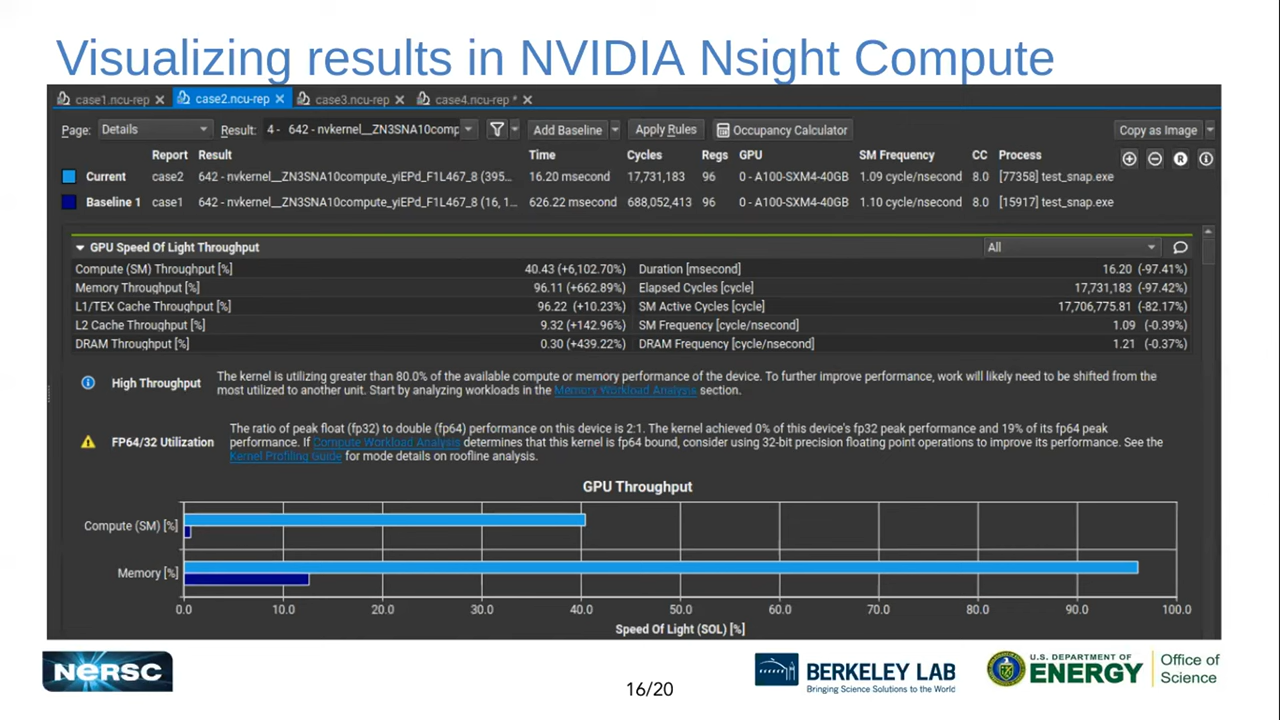 Visualizing results in NVIDIA Nsight Compute
case1.ncu-rep case2.ncu-rep case3.ncu-rep case4.ncu-rep *
Page: Details Result: 4 - 642 - nvkernel__ZN3SNA10comp Add Baseline Apply Rules Occupancy Calculator Copy as Image
Report Result Time Cycles Regs GPU SM Frequency CC Process
Current case2 642 - nvkernel__ZN3SNA10compute_yiEPd_F1L467_8 (395... 16.20 msecond 17,731,183 96 0 - A100-SXM4-40GB 1.09 cycle/nsecond 8.0 [77358] test_snap.exe
Baseline 1 case1 642 - nvkernel__ZN3SNA10compute_yiEPd_F1L467_8 (16, 1... 626.22 msecond 688,052,413 96 0 - A100-SXM4-40GB 1.10 cycle/nsecond 8.0 [15917] test_snap.exe
GPU Speed Of Light Throughput All
Compute (SM) Throughput [%] 40.43 (+6,102.70%) Duration [msecond] 16.20 (-97.41%)
Memory Throughput [%] 96.11 (+662.89%) Elapsed Cycles [cycle] 17,731,183 (-97.42%)
L1/TEX Cache Throughput [%] 96.22 (+10.23%) SM Active Cycles [cycle] 17,706,775.81 (-82.17%)
L2 Cache Throughput [%] 9.32 (+142.96%) SM Frequency [cycle/nsecond] 1.09 (-0.39%)
DRAM Throughput [%] 0.30 (+439.22%) DRAM Frequency [cycle/nsecond] 1.21 (-0.37%)
High Throughput
The kernel is utilizing greater than 80.0% of the available compute or memory performance of the device. To further improve performance, work will likely need to be shifted from the
most utilized to another unit. Start by analyzing workloads in the Memory Workload Analysis section.
FP64/32 Utilization
The ratio of peak float (fp32) to double (fp64) performance on this device is 2:1. The kernel achieved 0% of this device's fp32 peak performance and 19% of its fp64 peak
performance. If Compute Workload Analysis determines that this kernel is fp64 bound, consider using 32-bit precision floating point operations to improve its performance. See the
Kernel Profiling Guide for mode details on roofline analysis.
GPU Throughput
Compute (SM) [%]
Memory [%]
0.0 10.0 20.0 30.0 40.0 50.0 60.0 70.0 80.0 90.0 100.0
Speed Of Light (SOL) [%]
NERSC
16/20
BERKELEY LAB
Bringing Science Solutions to the World
U.S. DEPARTMENT OF
ENERGY
Office of
Science